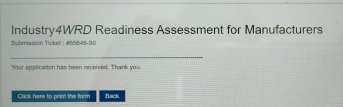 Industry4WRD Readiness Assessment for Manufacturers
Submission Ticket : #65646-90
Your application has been received. Thank you.
Click here to print the form Back